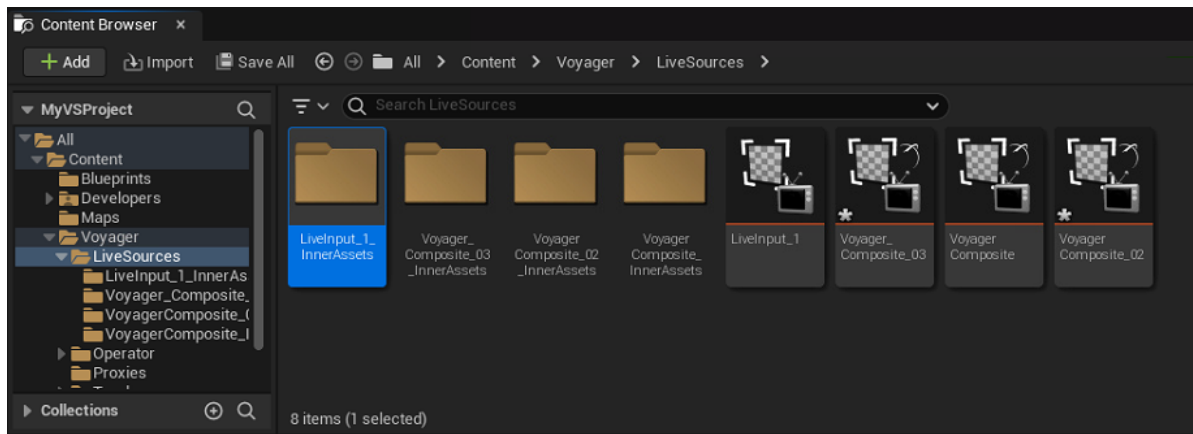 Content Browser ×
Add Import Save All All > Content > Voyager > LiveSources >
MyVSProject
All
Content
Blueprints
Developers
Maps
Voyager
LiveSources
LiveInput_1_InnerAs
Voyager_Composite_
VoyagerComposite_(
VoyagerComposite_I
Operator
Proxies
Collections
Search LiveSources
LiveInput_1_
InnerAssets
Voyager_
Composite_03
_InnerAssets
Voyager
Composite_02
_InnerAssets
Voyager
Composite_
InnerAssets
LiveInput_1
Voyager_
Composite_03
Voyager
Composite
Voyager
Composite_02
8 items (1 selected)